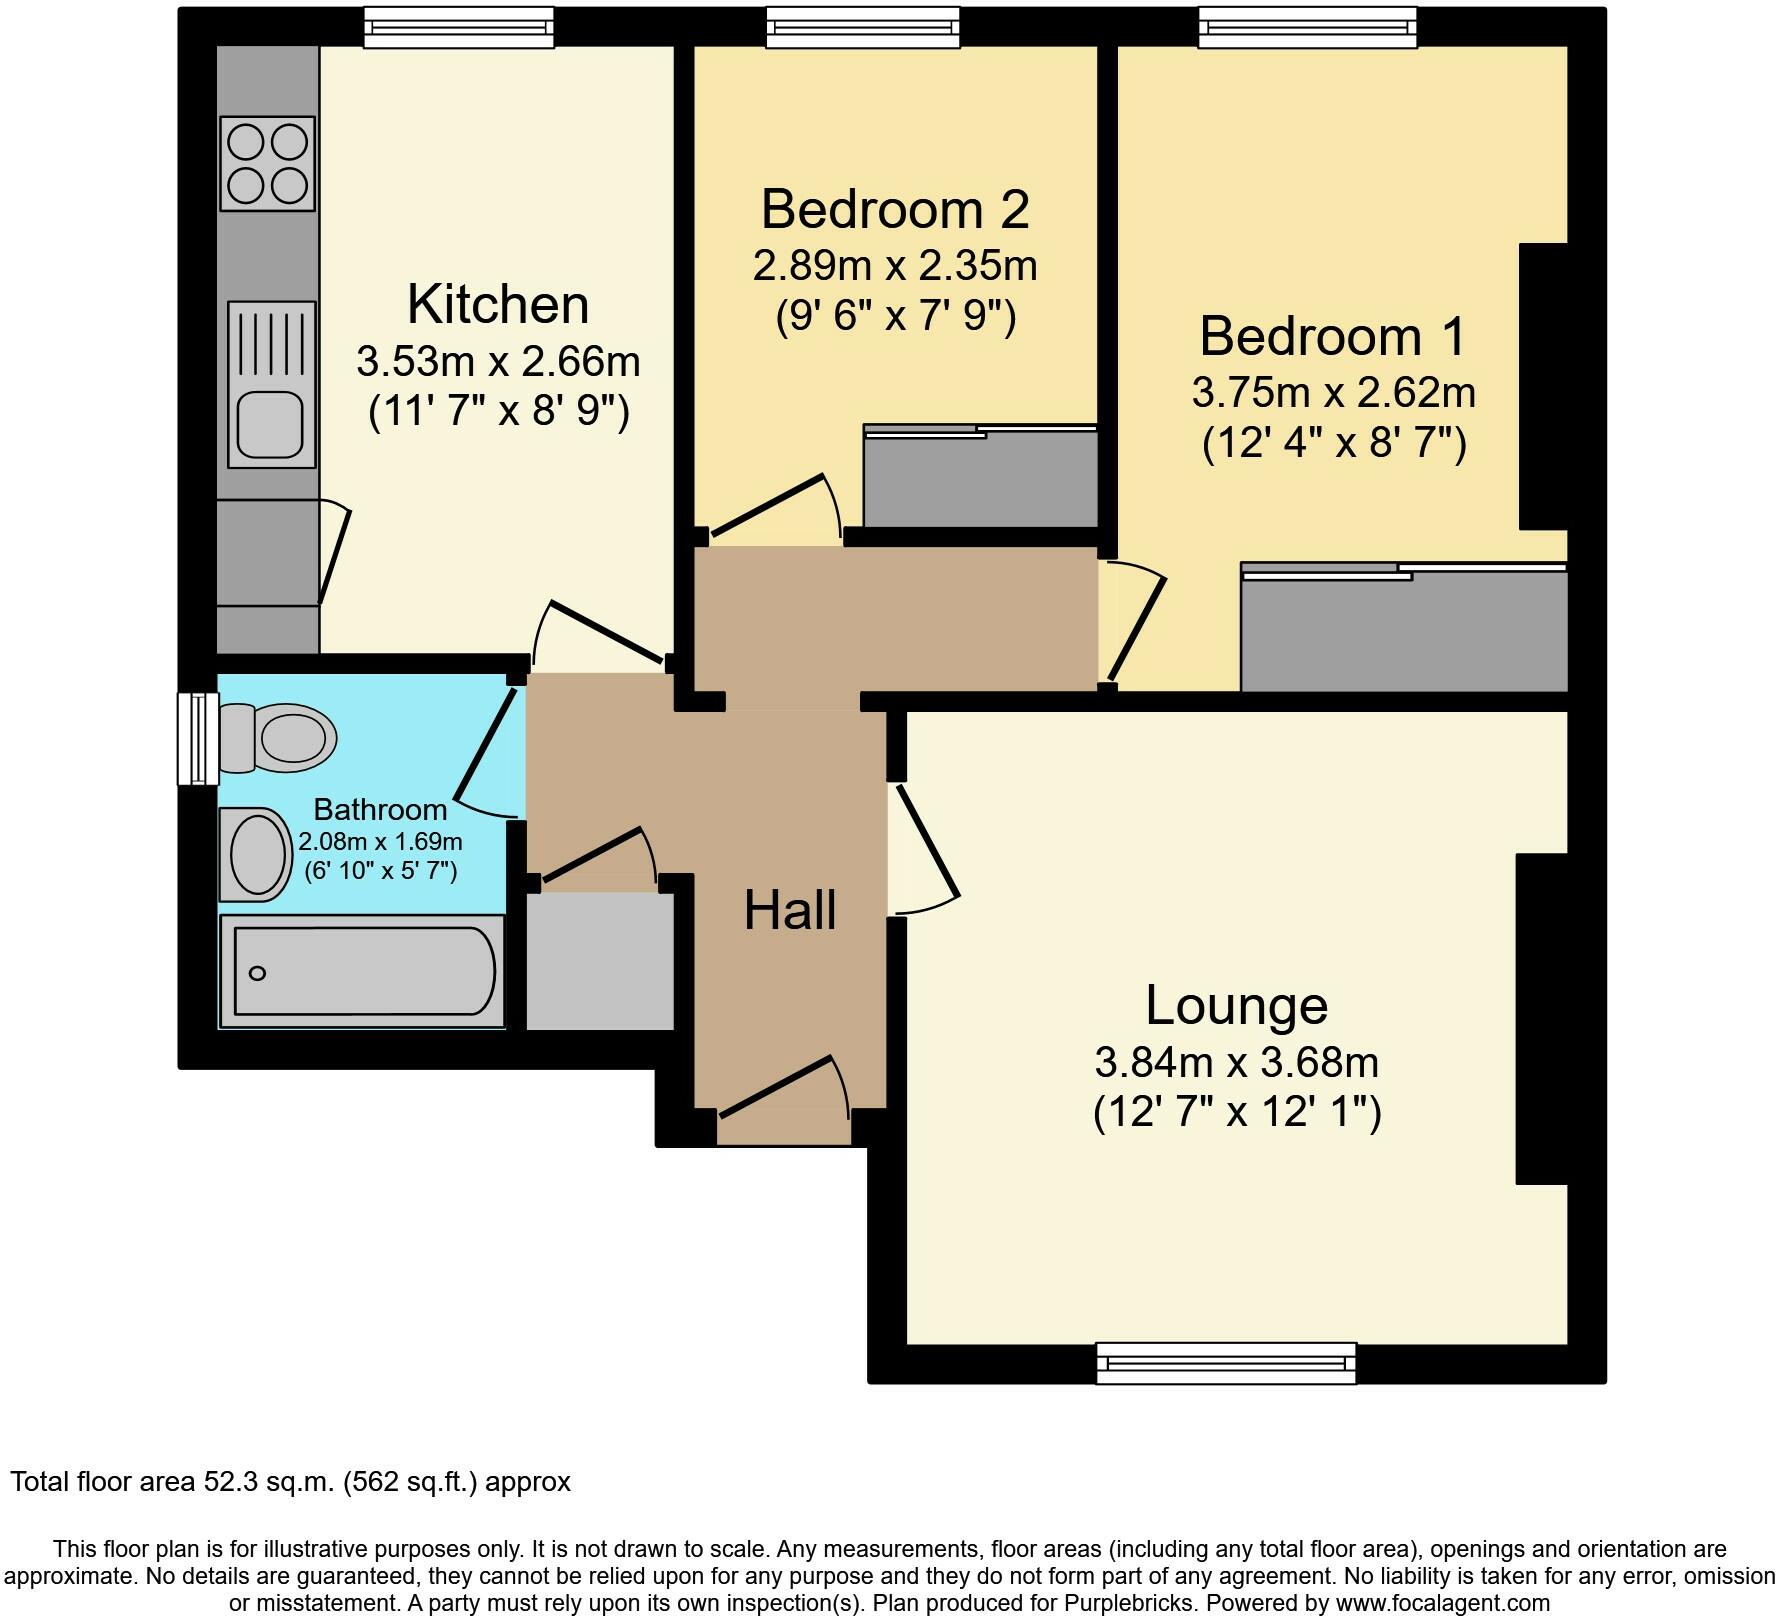 Kitchen
3.53m x 2.66m
(11' 7" x 8' 9")
Bedroom 2
2.89m x 2.35m
(9' 6" x 7' 9")
Bedroom 1
3.75m x 2.62m
(12' 4" x 8' 7")
Bathroom
2.08m x 1.69m
(6' 10" x 5' 7")
Hall
Lounge
3.84m x 3.68m
(12' 7" x 12' 1")
Total floor area 52.3 sq.m. (562 sq.ft.) approx
This floor plan is for illustrative purposes only. It is not drawn to scale. Any measurements, floor areas (including any total floor area), openings and orientation are
approximate. No details are guaranteed, they cannot be relied upon for any purpose and they do not form part of any agreement. No liability is taken for any error, omission
or misstatement. A party must rely upon its own inspection(s). Plan produced for Purplebricks. Powered by www.focalagent.com